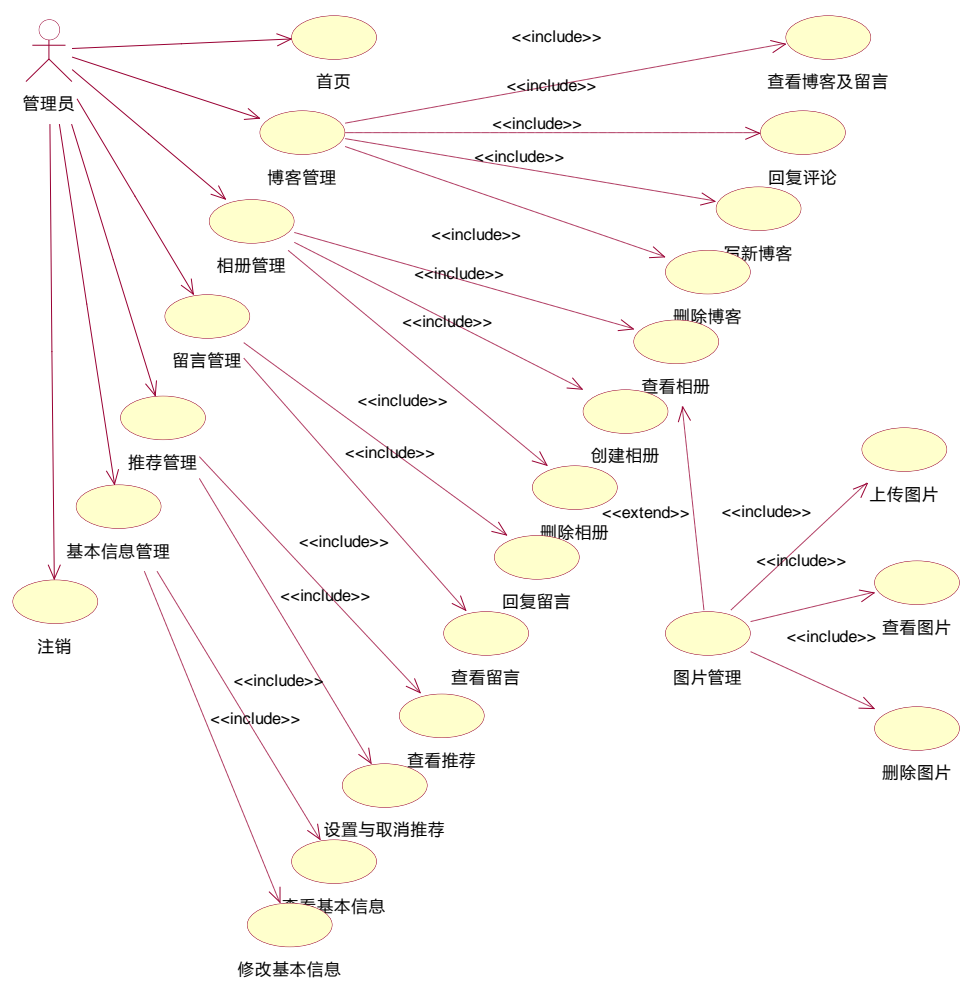 <<include>>
首页
查看博客及留言
<<include>>
管理员
<<include>>
<<include>>
博客管理
回复评论
<<include>>
写新博客
相册管理
<<include>>
删除博客
<<include>>
留言管理
查看相册
<<include>>
<<include>>
创建相册
推荐管理
上传图片
<<include>>
<<extend>>
<<include>>
删除相册
<<include>>
基本信息管理
<<include>>
<<include>>
回复留言
查看图片
<<include>>
注销
查看留言
图片管理
<<include>>
<<include>>
查看推荐
删除图片
设置与取消推荐
查看基本信息
修改基本信息